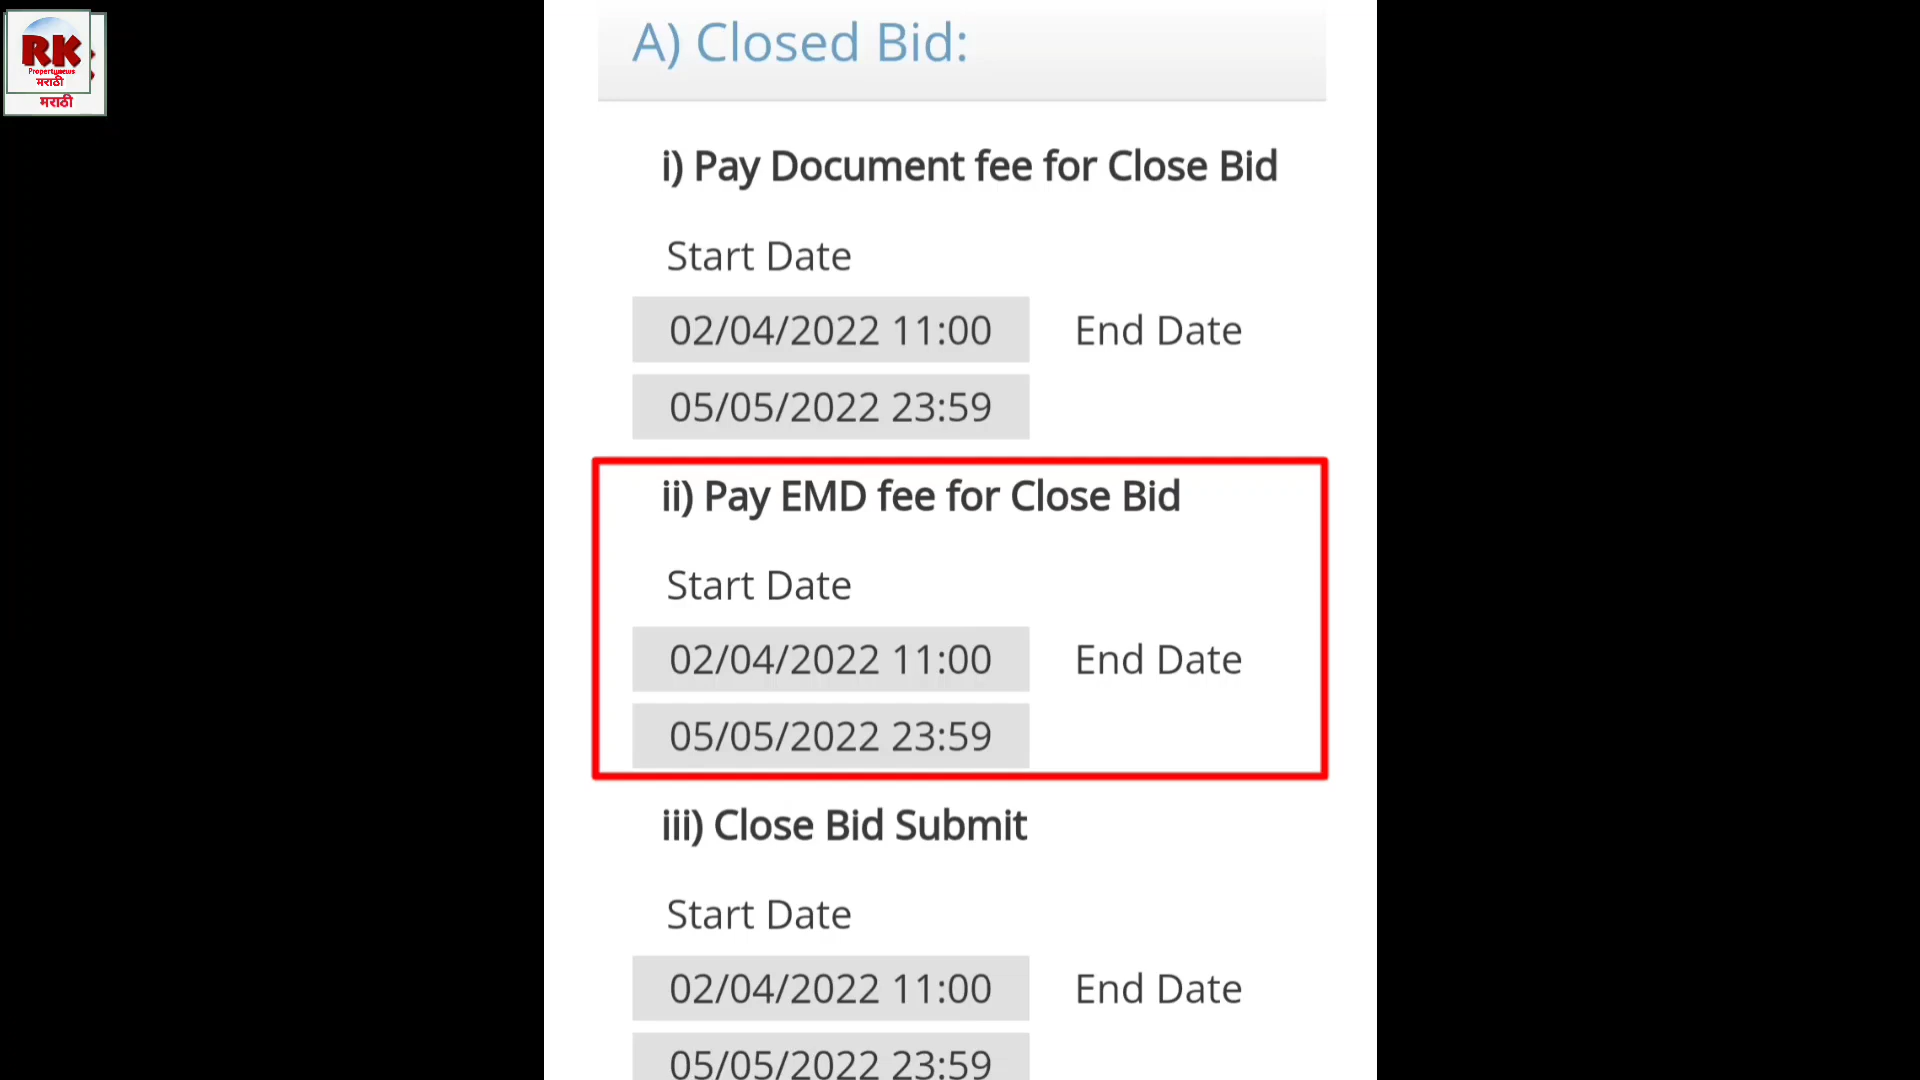 RK
Propertynews
मराठी
मराठी
A) Closed Bid:
i) Pay Document fee for Close Bid
Start Date
02/04/2022 11:00 End Date
05/05/2022 23:59
ii) Pay EMD fee for Close Bid
Start Date
02/04/2022 11:00 End Date
05/05/2022 23:59
iii) Close Bid Submit
Start Date
02/04/2022 11:00 End Date
05/05/2022 23:59